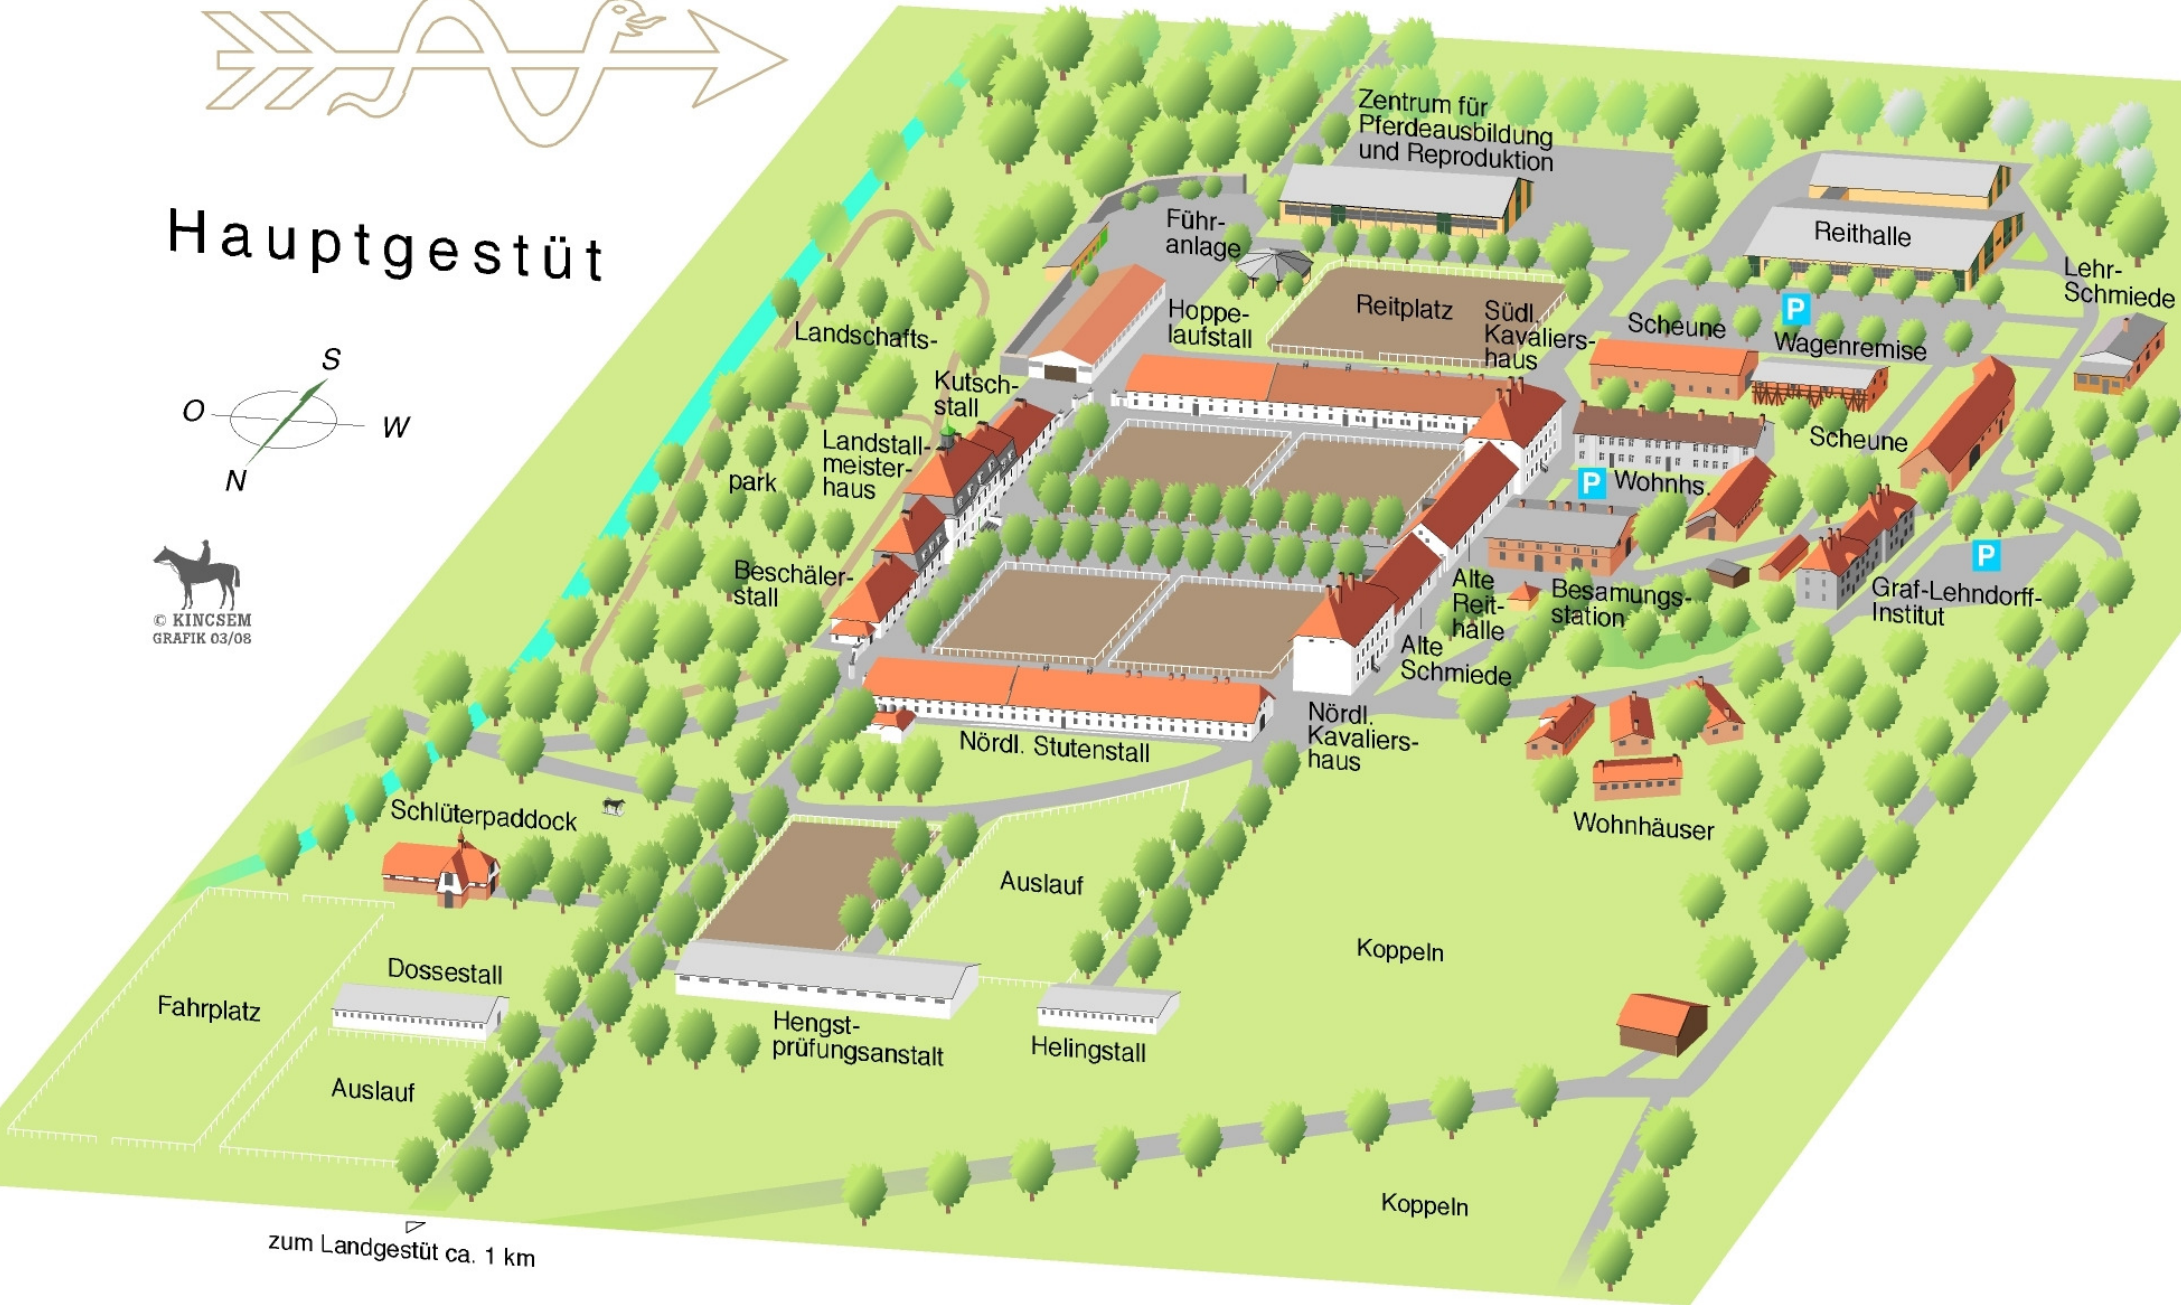 Hauptgestüt
S
O
W
N
© KINCSEM
GRAFIK 03/08
Zentrum für
Pferdeausbildung
und Reproduktion
Führ-
anlage
Reithalle
Lehr-
Schmiede
Hoppe-
laufstall
Reitplatz
Südl.
Kavaliers-
haus
Scheune
P
Wagenremise
Landschafts-
park
Kutsch-
stall
Landstall-
meister-
haus
Scheune
P
Wohnhs.
Beschäler-
stall
Alte
Reit-
halle
Besamungs-
station
P
Graf-Lehndorff-
Institut
Alte
Schmiede
Nördl. Stutenstall
Nördl.
Kavaliers-
haus
Schlüterpaddock
Wohnhäuser
Auslauf
Koppeln
Dossestall
Fahrplatz
Hengst-
prüfungsanstalt
Helingstall
Auslauf
Koppeln
zum Landgestüt ca. 1 km